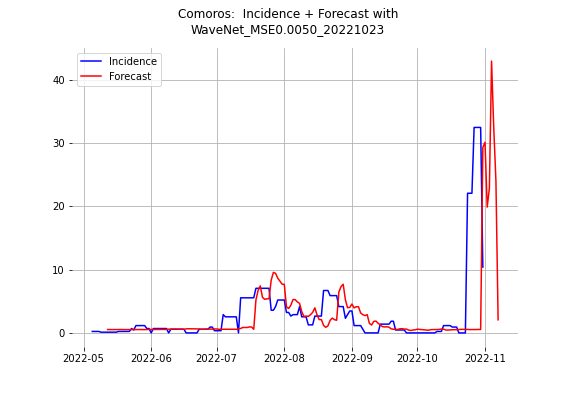 Comoros:  Incidence + Forecast with
WaveNet_MSE0.0050_20221023
Incidence
Forecast
40
30
20
10
0
2022-05 2022-06 2022-07 2022-08 2022-09 2022-10 2022-11